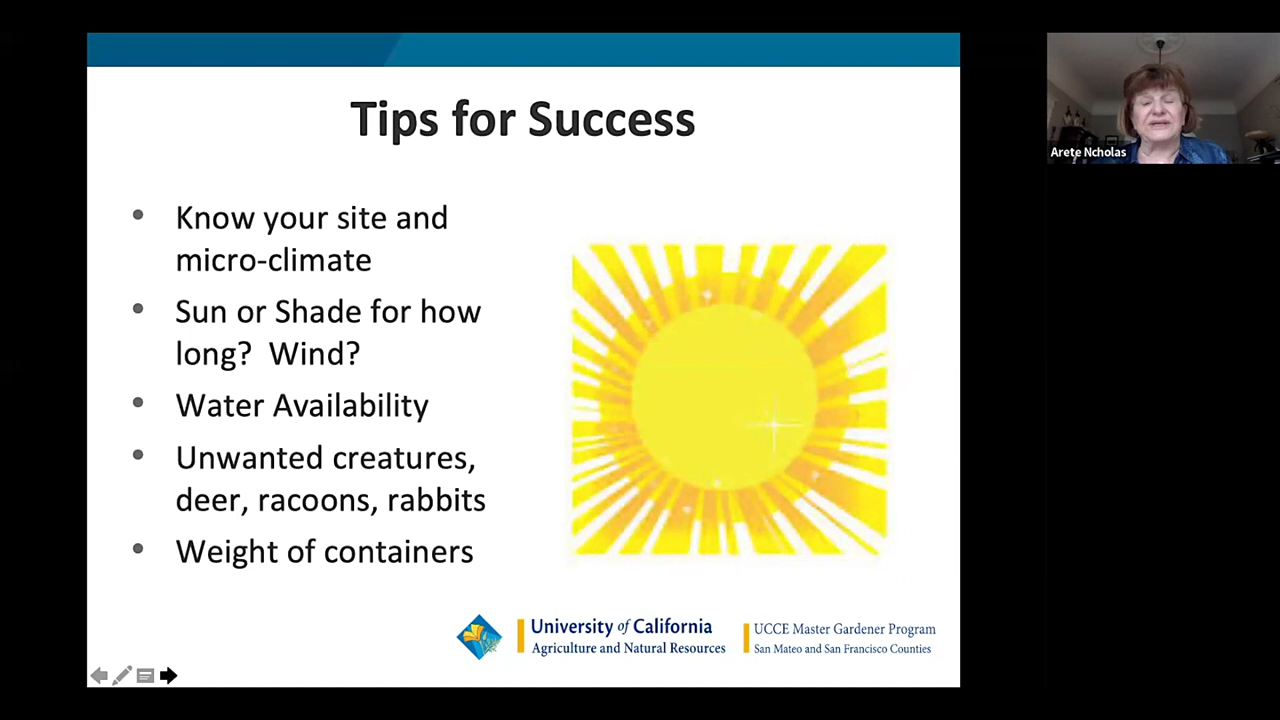 Tips for Success
• Know your site and
micro-climate
• Sun or Shade for how
long?  Wind?
• Water Availability
• Unwanted creatures,
deer, racoons, rabbits
• Weight of containers
University of California
Agriculture and Natural Resources
UCCE Master Gardener Program
San Mateo and San Francisco Counties
Arete Ncholas